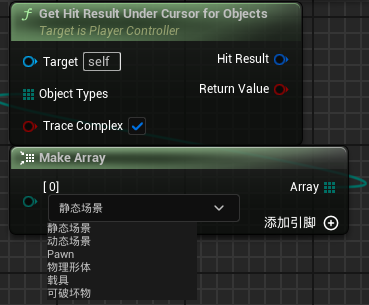 Get Hit Result Under Cursor for Objects
Target is Player Controller
Target self
Hit Result
Object Types
Return Value
Trace Complex
Make Array
[ 0]
Array
静态场景
添加引脚
静态场景
动态场景
Pawn
物理形体
载具
可破坏物